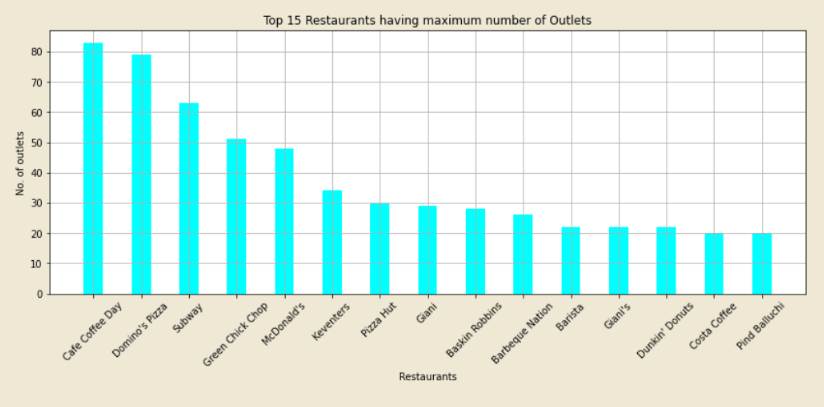 Top 15 Restaurants having maximum number of Outlets
No. of outlets
80
70
60
50
40
30
20
10
0
Cafe Coffee Day
Domino's Pizza
Subway
Green Chick Chop
McDonald's
Keventers
Pizza Hut
Giani
Baskin Robbins
Barbeque Nation
Barista
Giani's
Dunkin' Donuts
Costa Coffee
Pind Balluchi
Restaurants